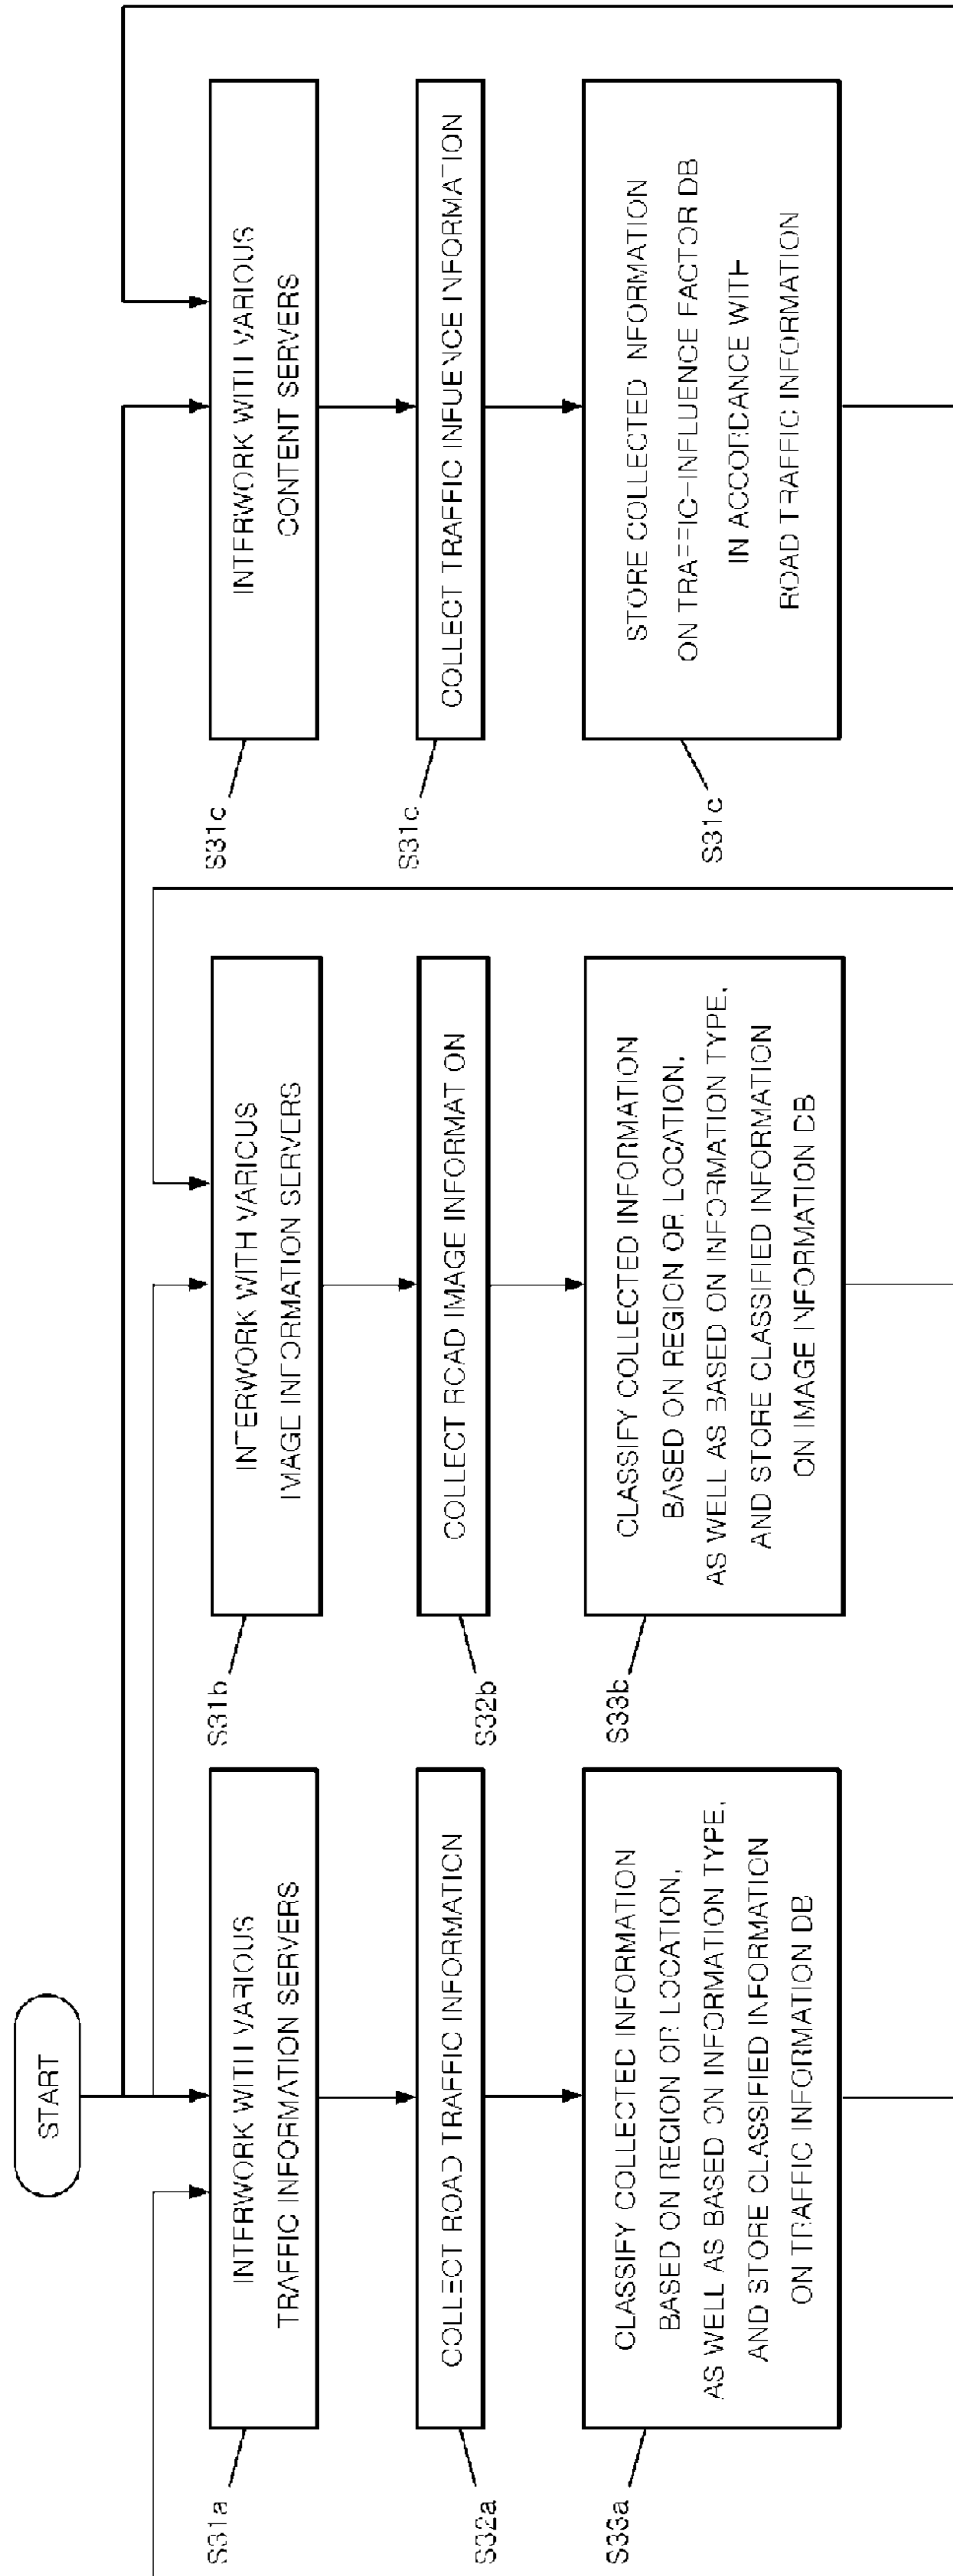 START
S31a
INTERWORK WITH VARIOUS
TRAFFIC INFORMATION SERVERS
S32a
COLLECT ROAD TRAFFIC INFORMATION
S33a
CLASSIFY COLLECTED INFORMATION
BASED ON REGION OR LOCATION,
AS WELL AS BASED ON INFORMATION TYPE,
AND STORE CLASSIFIED INFORMATION
ON TRAFFIC INFORMATION DB
S31b
INTERWORK WITH VARIOUS
IMAGE INFORMATION SERVERS
S32b
COLLECT ROAD IMAGE INFORMATION
S33b
CLASSIFY COLLECTED INFORMATION
BASED ON REGION OR LOCATION,
AS WELL AS BASED ON INFORMATION TYPE,
AND STORE CLASSIFIED INFORMATION
ON IMAGE INFORMATION DB
S31c
INTERWORK WITH VARIOUS
CONTENT SERVERS
S31c
COLLECT TRAFFIC INFUENCE INFORMATION
S31c
STORE COLLECTED INFORMATION
ON TRAFFIC-INFLUENCE FACTOR DB
IN ACCORDANCE WITH
ROAD TRAFFIC INFORMATION